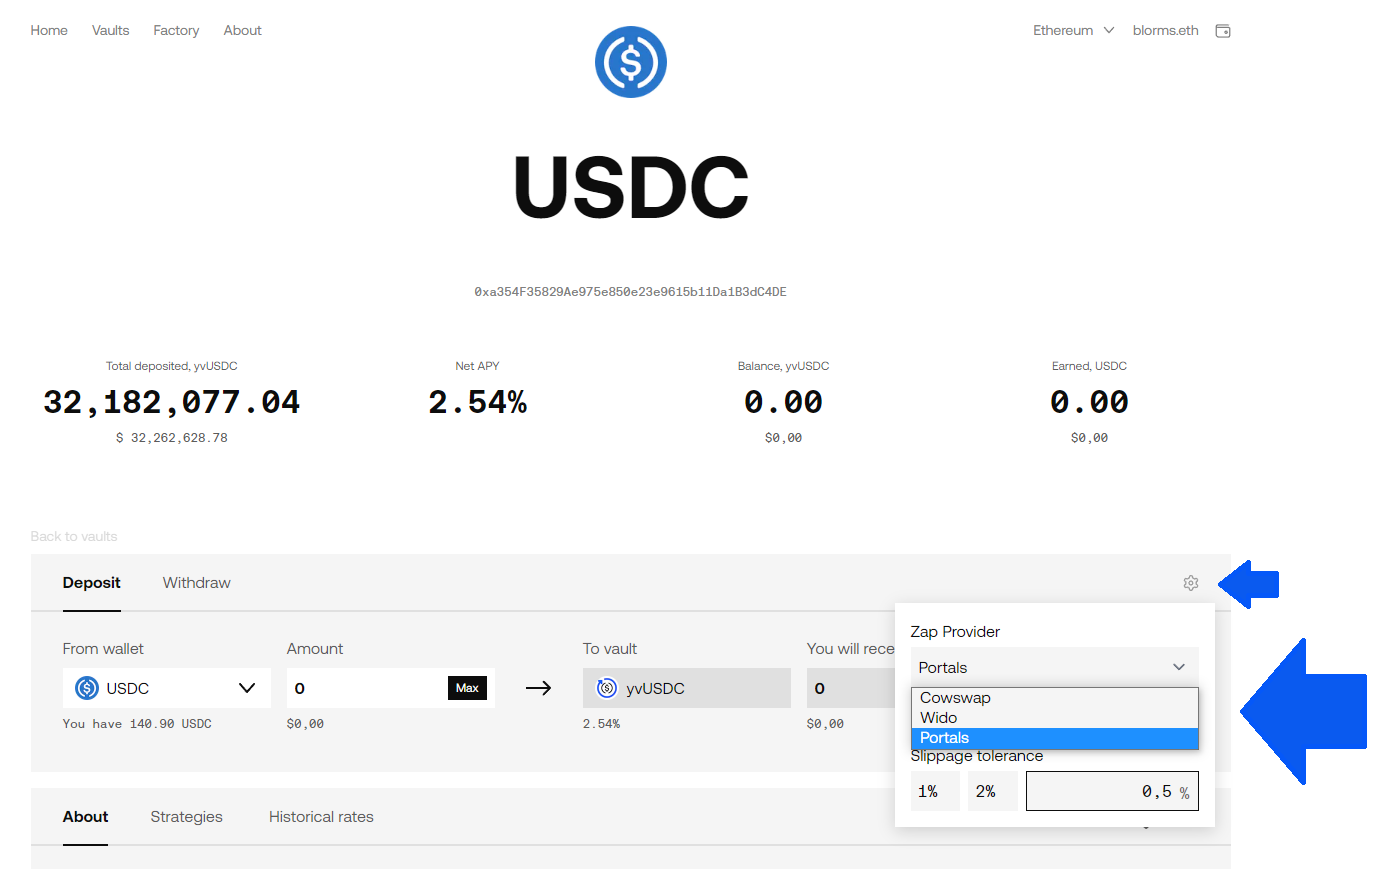 Home Vaults Factory About Ethereum blorms.eth
USDC
0xa354F35829Ae975e850e23e9615b11Da1B3dC4DE
Total deposited, yvUSDC Net APY Balance, yvUSDC Earned, USDC
32,182,077.04 2.54% 0.00 0.00
$ 32,262,628.78 $0,00 $0,00
Back to vaults
Deposit Withdraw
Zap Provider
From wallet Amount To vault You will rece
Portals
USDC 0 Max yvUSDC 0
Cowswap
Wido
You have 140.90 USDC $0,00 2.54% $0,00
Portals
Slippage tolerance
1% 2% 0,5 %
About Strategies Historical rates